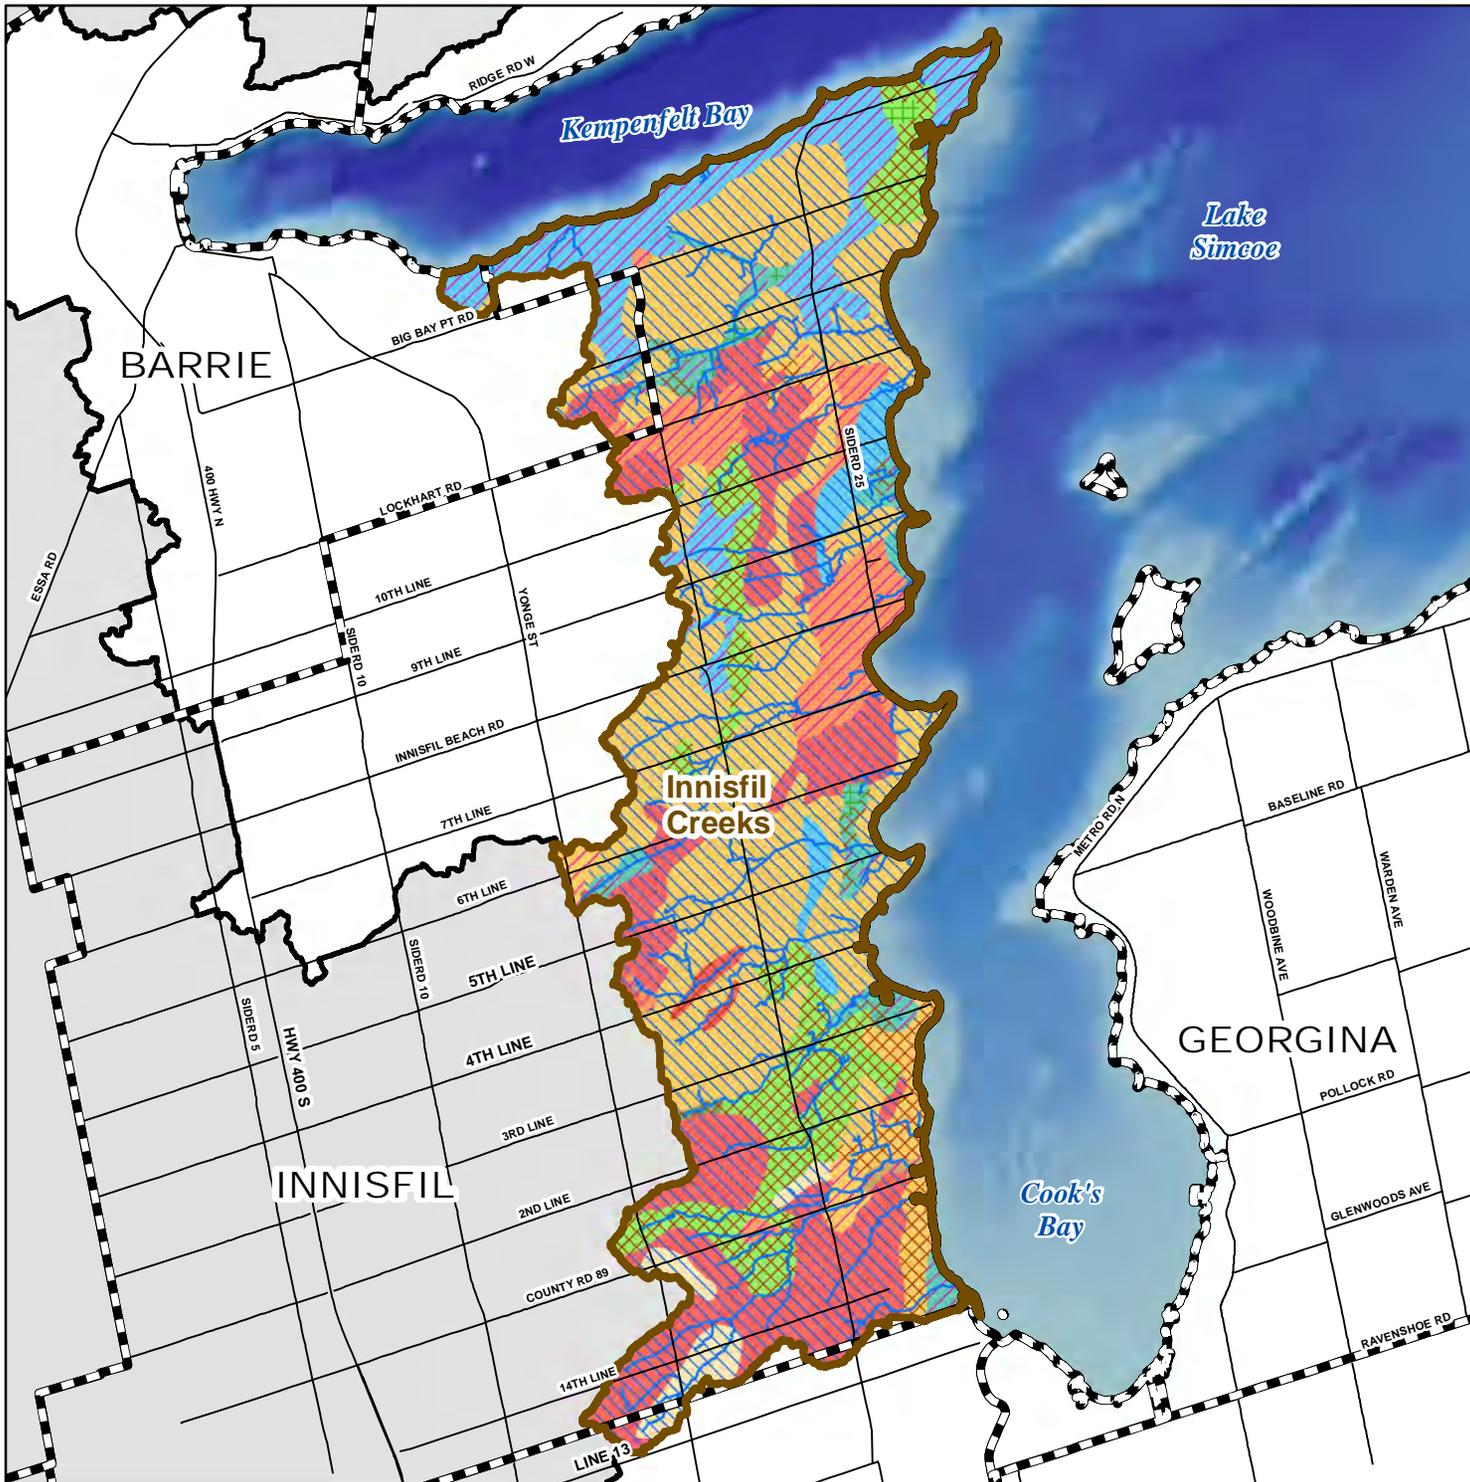 RIDGE RD W
Kempenfelt Bay
Lake
Simcoe
BIG BAY PT RD
BARRIE
400 HWY N
SIDERD 25
LOCKHART RD
ESSA RD
10TH LINE
YONGE ST
SIDERD 10
9TH LINE
INNISFIL BEACH RD
Innisfil
Creeks
BASELINE RD
METRO RD N
7TH LINE
WARDEN AVE
6TH LINE
WOODBINE AVE
SIDERD 10
5TH LINE
SIDERD 5
HWY 400 S
4TH LINE
GEORGINA
POLLOCK RD
3RD LINE
INNISFIL
Cook's
Bay
2ND LINE
GLENWOODS AVE
COUNTY RD 89
RAVENSHOE RD
14TH LINE
LINE 13